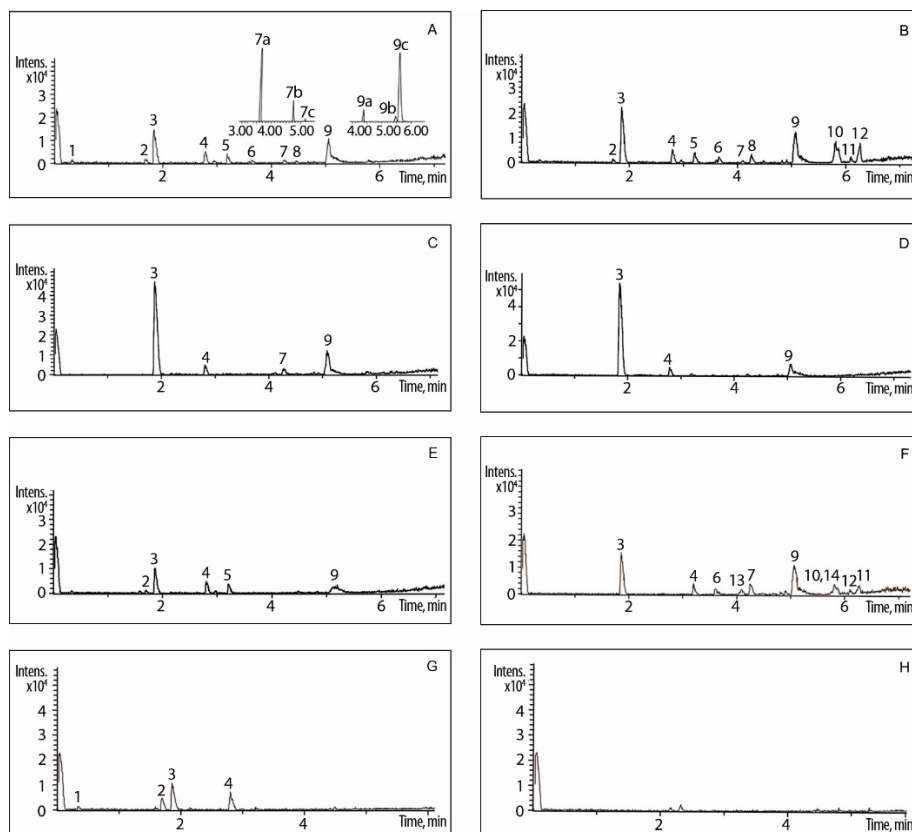 A
Intens.
x10⁴
3
2
1
0
1
2
3
4
5
6
7
8
9
7a
7b
7c
3.00 4.00 5.00
9a
9b
9c
4.00 5.00 6.00
2 4 6
Time, min
B
Intens.
x10⁴
3
2
1
0
2
3
4
5
6
7
8
9
10
11
12
2 4 6
Time, min
C
Intens.
x10⁴
4
3
2
1
0
3
4
7
9
2 4 6
Time, min
D
Intens.
x10⁴
4
2
0
3
4
9
2 4 6
Time, min
E
Intens.
x10⁴
3
2
1
0
2
3
4
5
9
2 4 6
Time, min
F
Intens.
x10⁴
3
2
1
0
3
4
6
13
7
9
10,14
12
11
2 4 6
Time, min
G
Intens.
x10⁴
4
3
2
1
0
1
2
3
4
2 4
Time, min
H
Intens.
x10⁴
4
3
2
1
0
2 4
Time, min